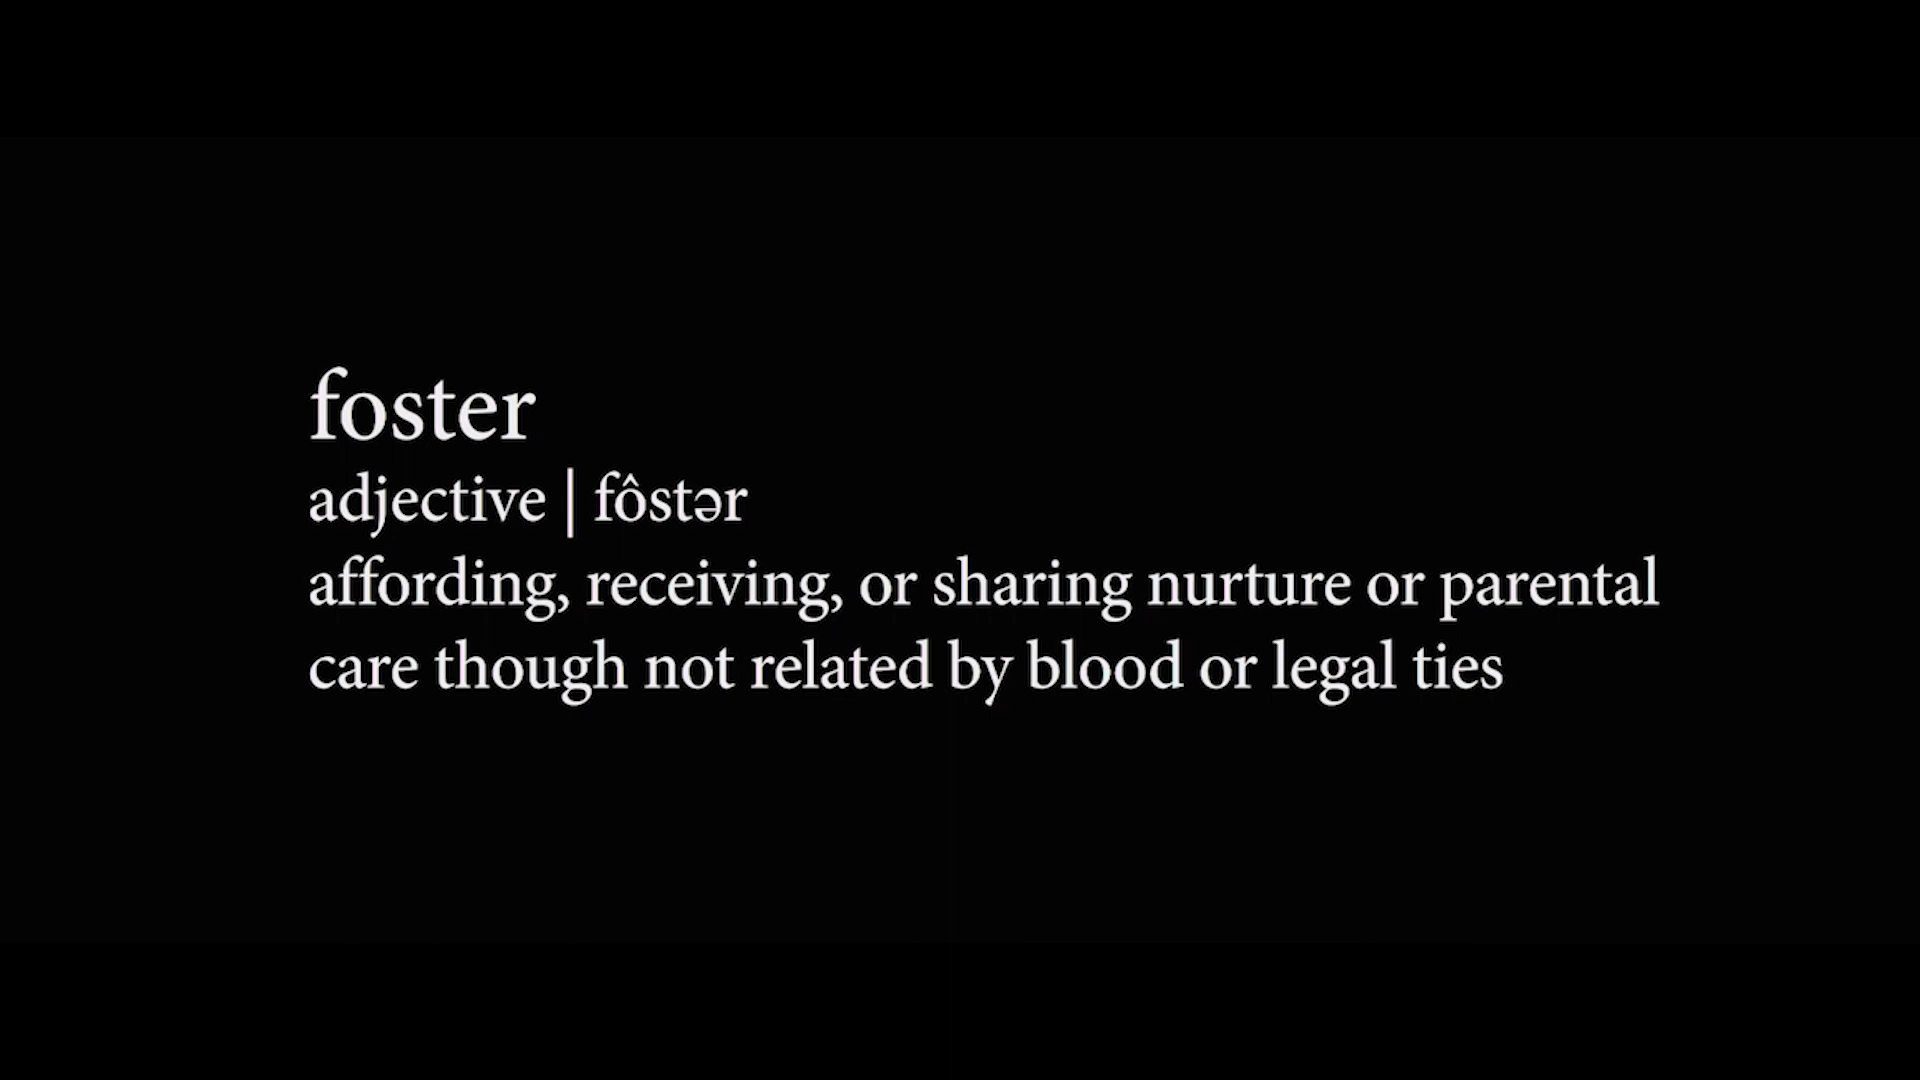 foster
adjective | fôstər
affording, receiving, or sharing nurture or parental
care though not related by blood or legal ties